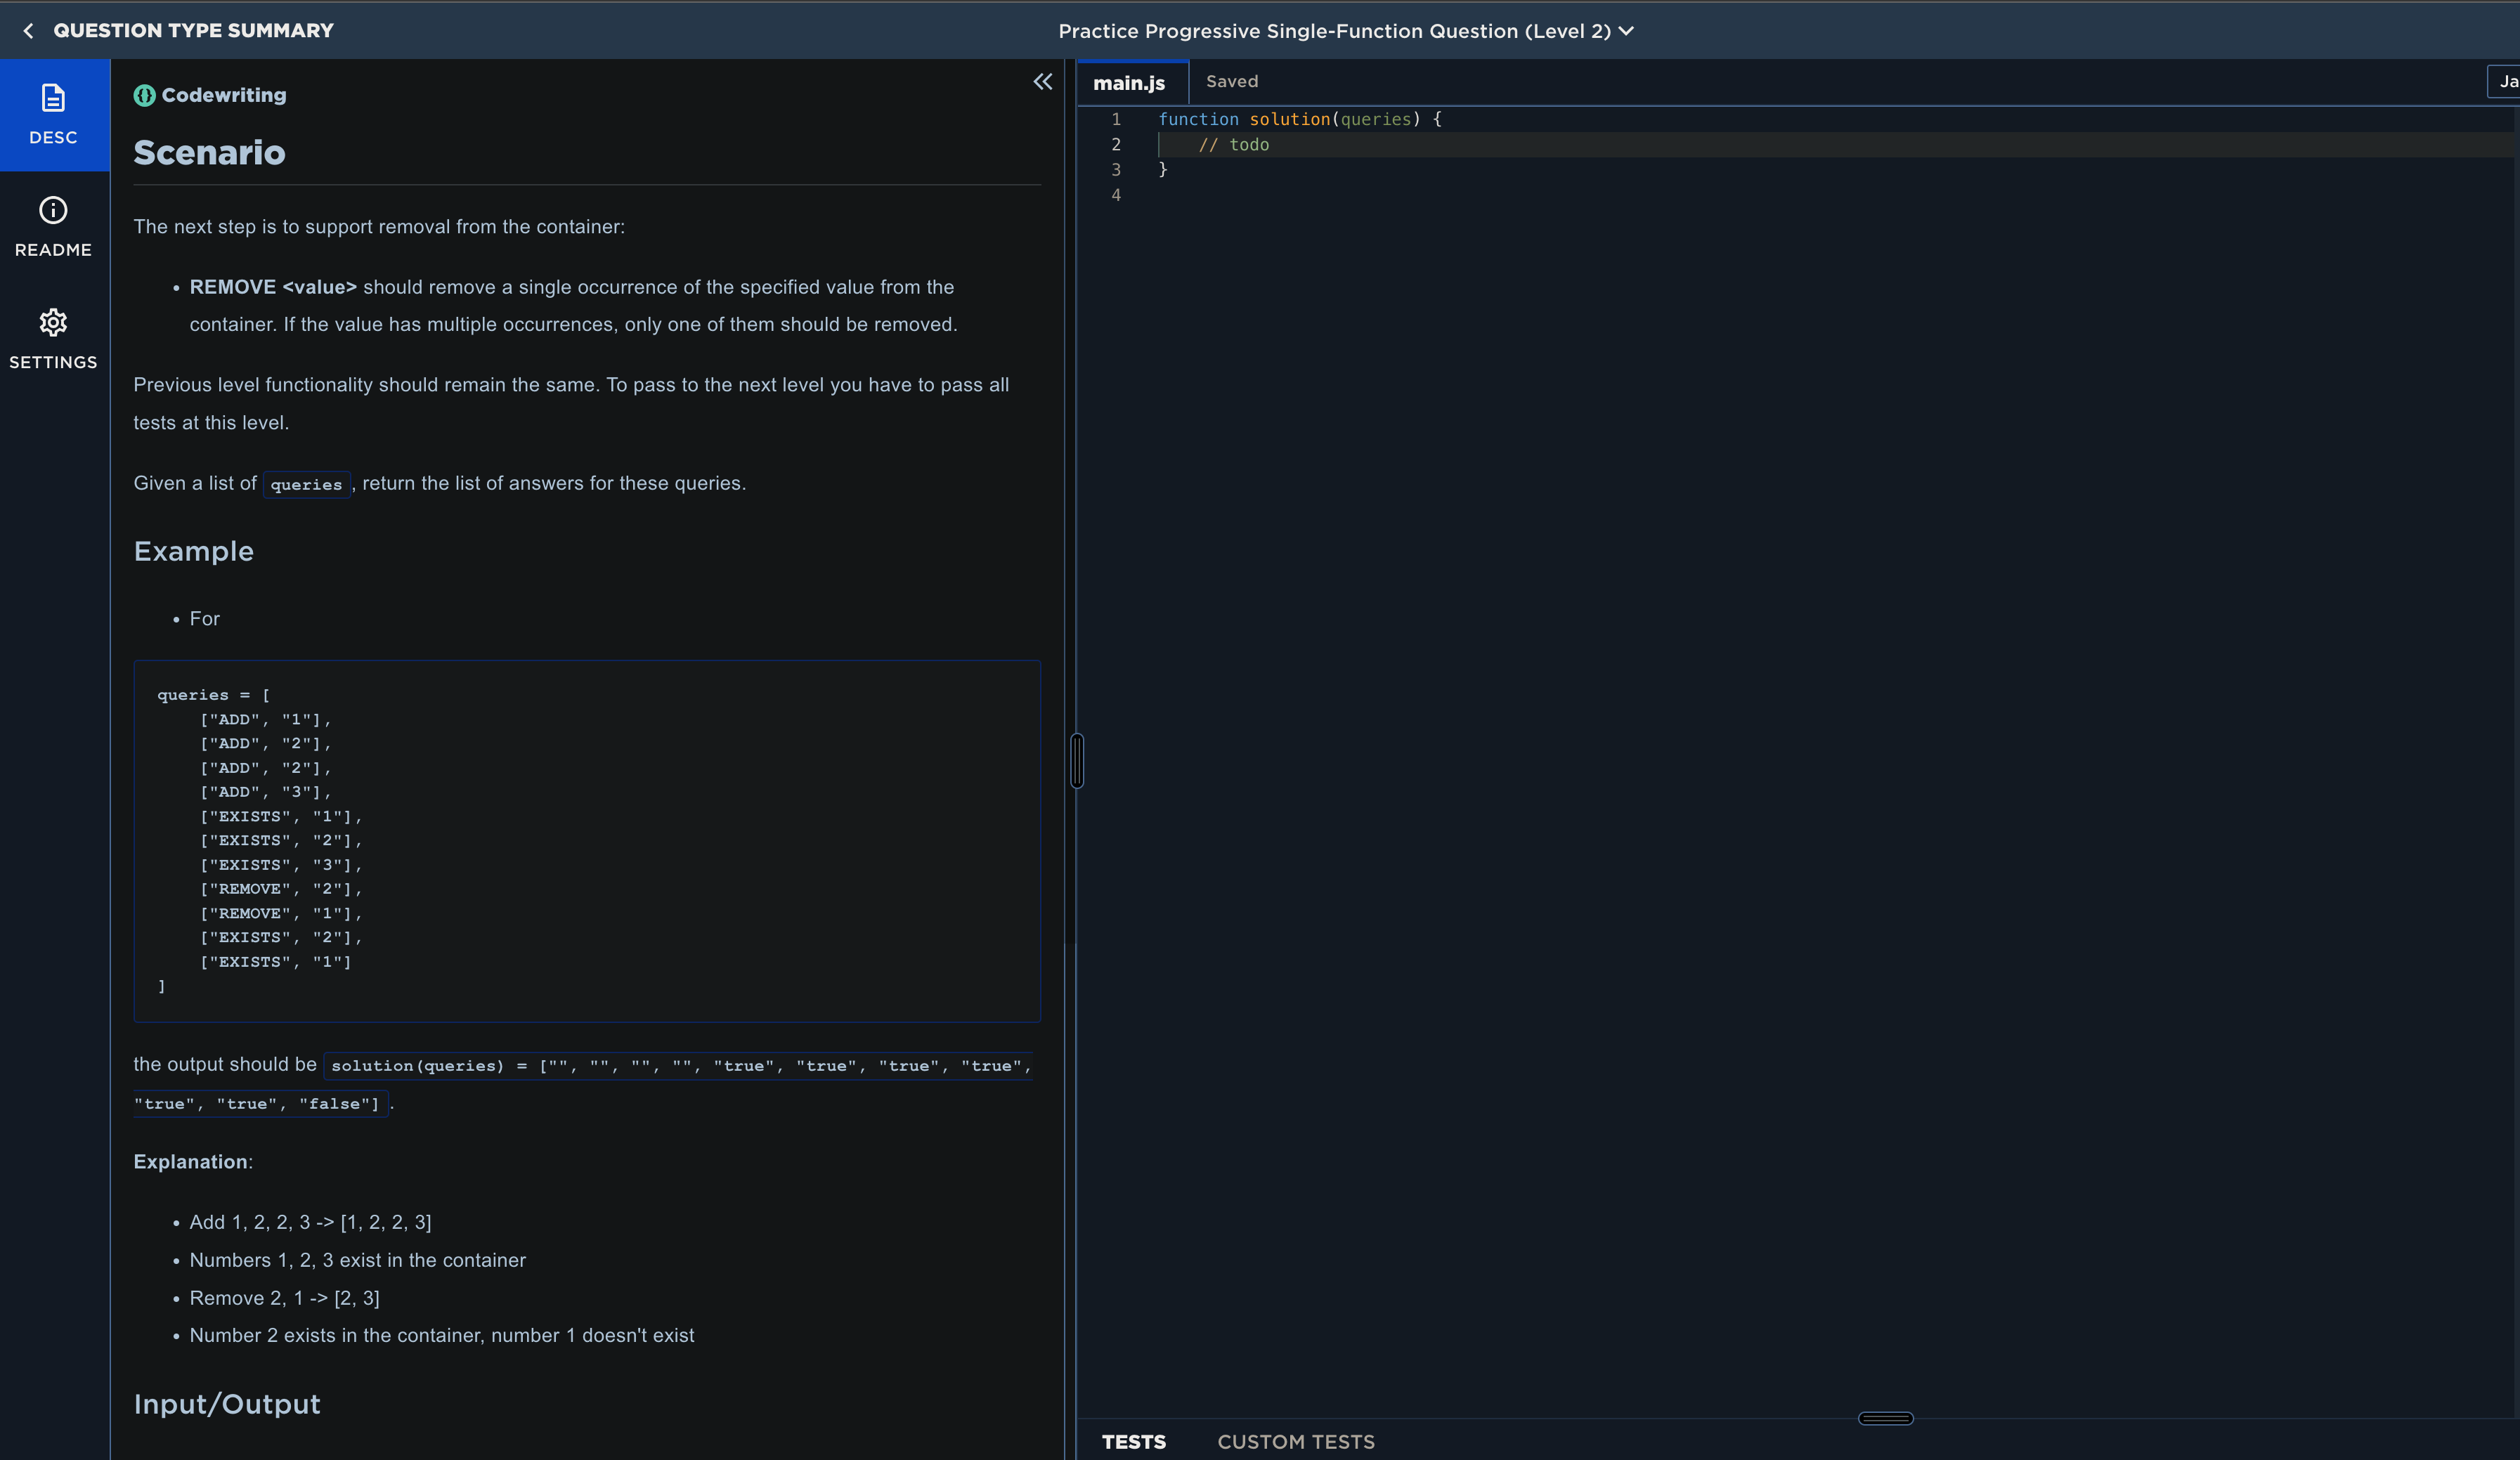 QUESTION TYPE SUMMARY
Practice Progressive Single-Function Question (Level 2)
DESC
README
SETTINGS
Codewriting
Scenario
The next step is to support removal from the container:
• REMOVE <value> should remove a single occurrence of the specified value from the
container. If the value has multiple occurrences, only one of them should be removed.
Previous level functionality should remain the same. To pass to the next level you have to pass all
tests at this level.
Given a list of queries, return the list of answers for these queries.
Example
• For
queries = [
    ["ADD", "1"],
    ["ADD", "2"],
    ["ADD", "2"],
    ["ADD", "3"],
    ["EXISTS", "1"],
    ["EXISTS", "2"],
    ["EXISTS", "3"],
    ["REMOVE", "2"],
    ["REMOVE", "1"],
    ["EXISTS", "2"],
    ["EXISTS", "1"]
]
the output should be solution(queries) = ["", "", "", "", "true", "true", "true", "true",
"true", "true", "false"].
Explanation:
• Add 1, 2, 2, 3 -> [1, 2, 2, 3]
• Numbers 1, 2, 3 exist in the container
• Remove 2, 1 -> [2, 3]
• Number 2 exists in the container, number 1 doesn't exist
Input/Output
main.js
Saved
Ja
1 function solution(queries) {
2     // todo
3 }
4
TESTS
CUSTOM TESTS